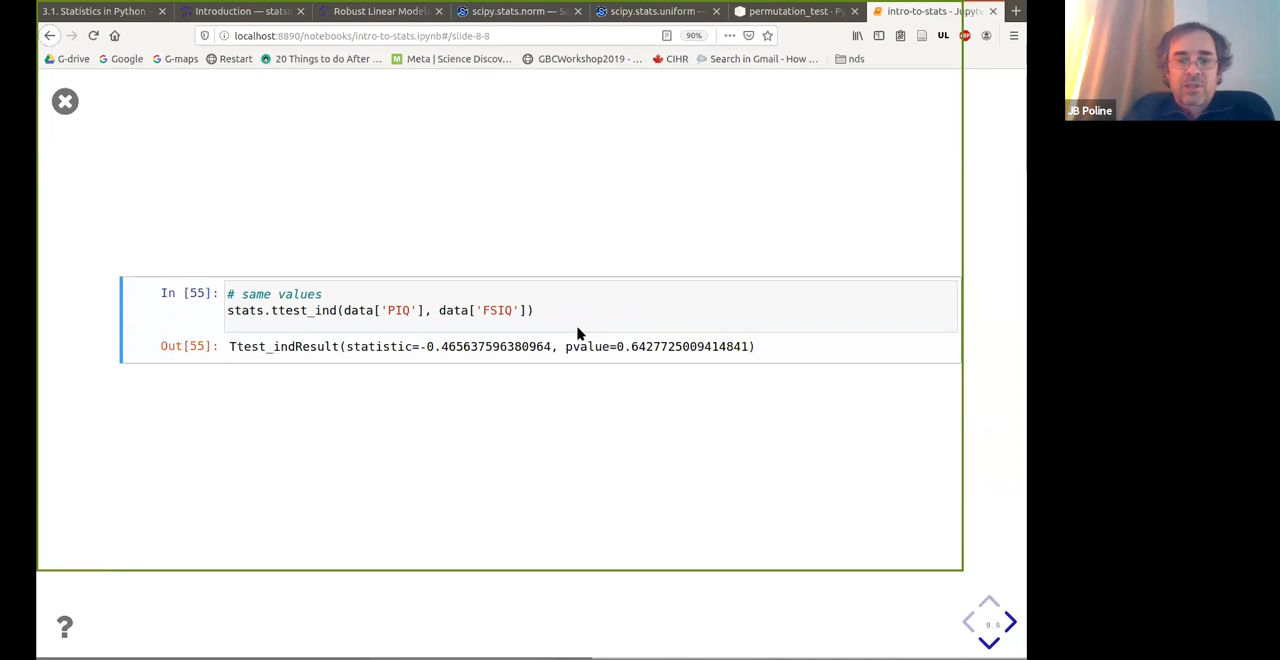 3.1. Statistics in Python
Introduction — stats
Robust Linear Model
scipy.stats.norm — S
scipy.stats.uniform —
permutation_test - P
intro-to-stats - Jupyte
localhost:8890/notebooks/intro-to-stats.ipynb#/slide-8-8
90%
UL
G-drive
Google
G-maps
Restart
20 Things to do After ...
M Meta | Science Discov...
GBCWorkshop2019 - ...
CIHR
Search in Gmail - How ...
nds
JB Poline
In [55]:
# same values
stats.ttest_ind(data['PIQ'], data['FSIQ'])
Out[55]:
Ttest_indResult(statistic=-0.465637596380964, pvalue=0.6427725009414841)
?
9.9